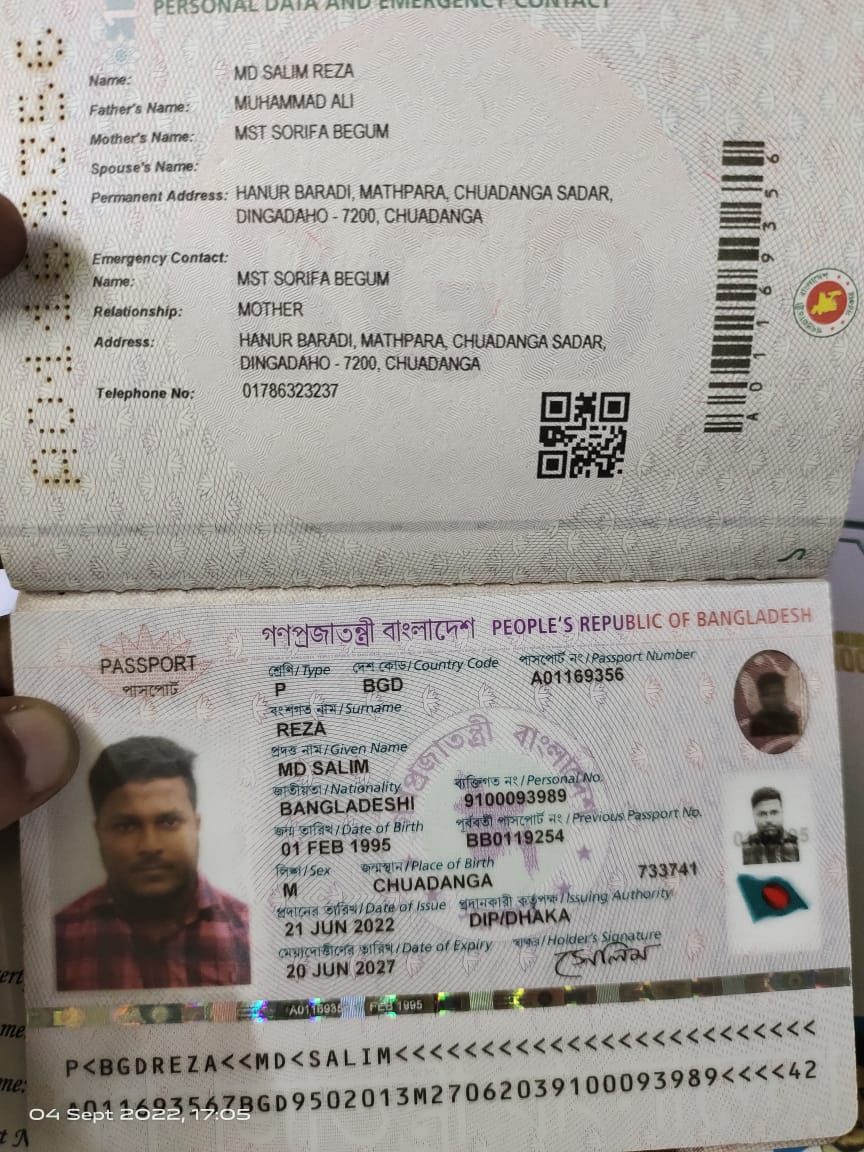 PERSONAL DATA AND EMERGENCY CONTACT
Name: MD SALIM REZA
Father's Name: MUHAMMAD ALI
Mother's Name: MST SORIFA BEGUM
Spouse's Name:
Permanent Address: HANUR BARADI, MATHPARA, CHUADANGA SADAR,
DINGADAHO - 7200, CHUADANGA
Emergency Contact:
Name: MST SORIFA BEGUM
Relationship: MOTHER
Address: HANUR BARADI, MATHPARA, CHUADANGA SADAR,
DINGADAHO - 7200, CHUADANGA
Telephone No: 01786323237
A01169356
গণপ্রজাতন্ত্রী বাংলাদেশ PEOPLE'S REPUBLIC OF BANGLADESH
PASSPORT
পাসপোর্ট
শ্রেণি/Type দেশ কোড/Country Code পাসপোর্ট নং/Passport Number
P BGD A01169356
বংশগত নাম/Surname
REZA
প্রদত্ত নাম/Given Name
MD SALIM
জাতীয়তা/Nationality ব্যক্তিগত নং/Personal No.
BANGLADESHI 9100093989
জন্ম তারিখ/Date of Birth পূর্ববর্তী পাসপোর্ট নং/Previous Passport No.
01 FEB 1995 BB0119254
লিঙ্গ/Sex জন্মস্থান/Place of Birth
M CHUADANGA 733741
প্রদানের তারিখ/Date of Issue প্রদানকারী কর্তৃপক্ষ/Issuing Authority
21 JUN 2022 DIP/DHAKA
মেয়াদোত্তীর্ণের তারিখ/Date of Expiry স্বাক্ষর/Holder's Signature
20 JUN 2027 সেলিম
FEB 1995
P<BGDREZA<<MD<SALIM<<<<<<<<<<<<<<<<<<<<<<<<<
A011693567BGD9502013M27062039100093989<<<<42
04 Sept 2022, 17:05